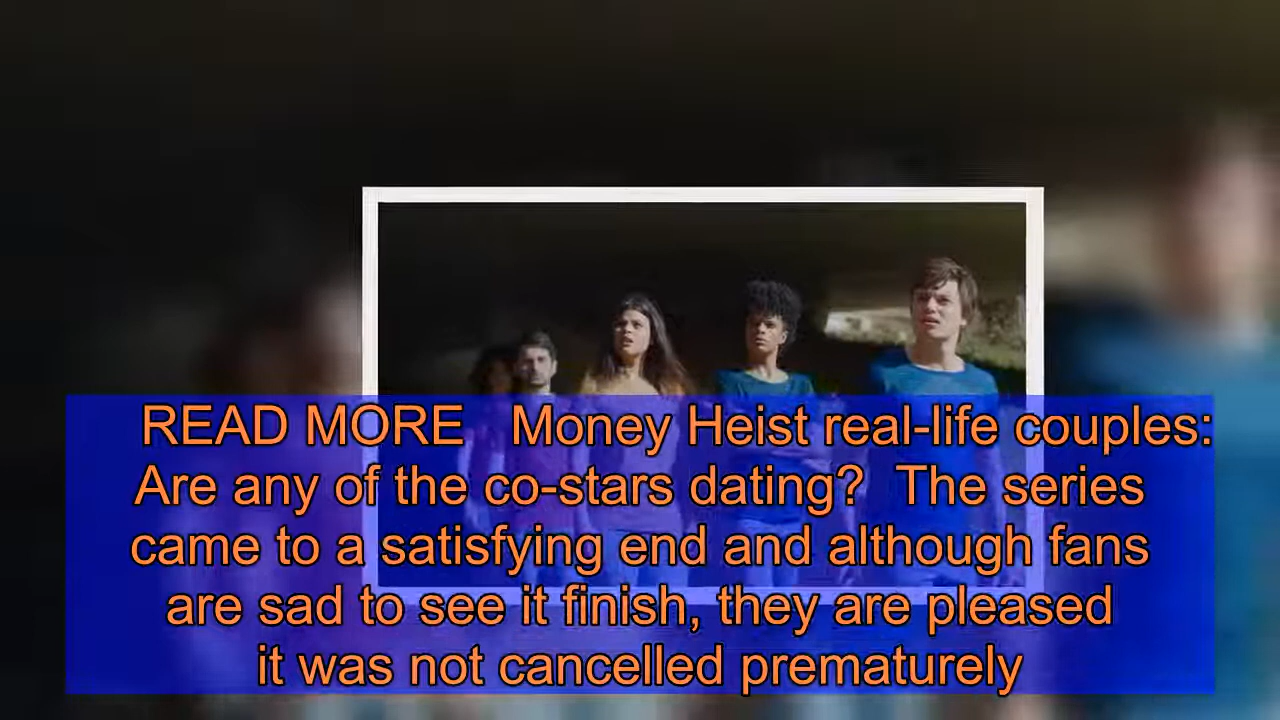 READ MORE   Money Heist real-life couples:
Are any of the co-stars dating?  The series
came to a satisfying end and although fans
are sad to see it finish, they are pleased
it was not cancelled prematurely